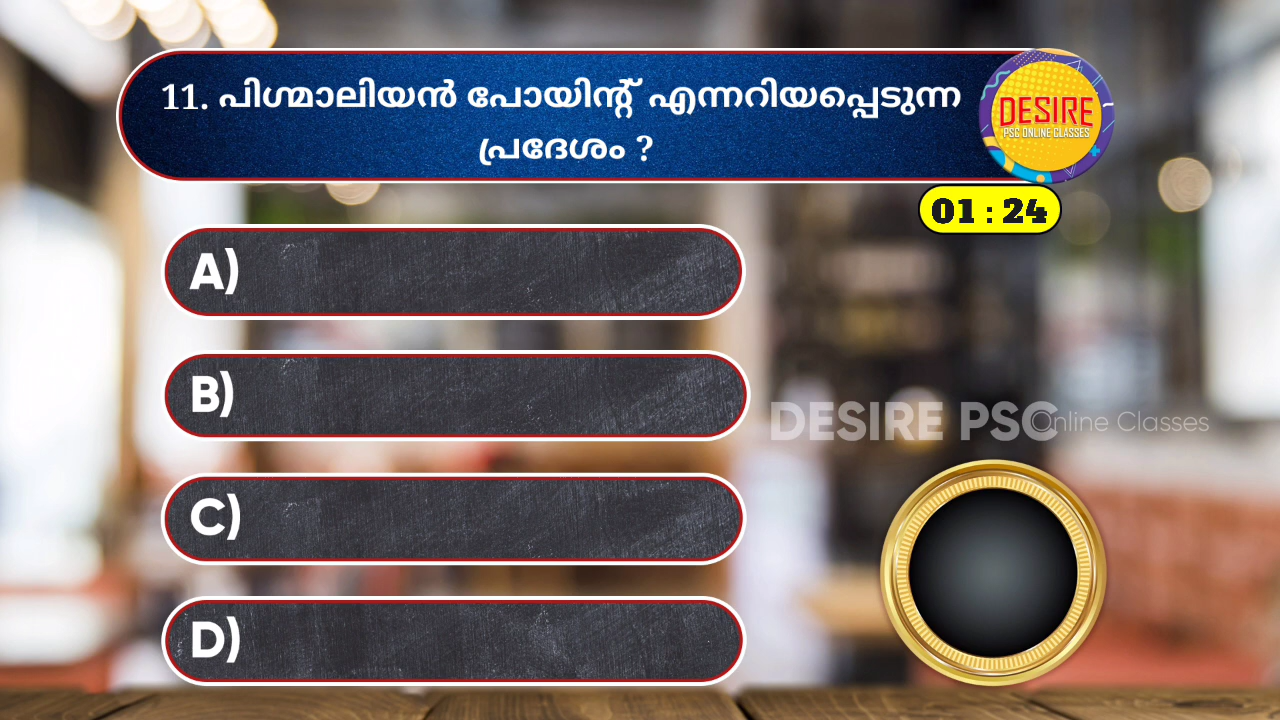 11. പിഗ്മാലിയൻ പോയിന്റ് എന്നറിയപ്പെടുന്ന
പ്രദേശം ?
DESIRE
PSC ONLINE CLASSES
01 : 24
A)
B)
DESIRE PSC Online Classes
C)
D)